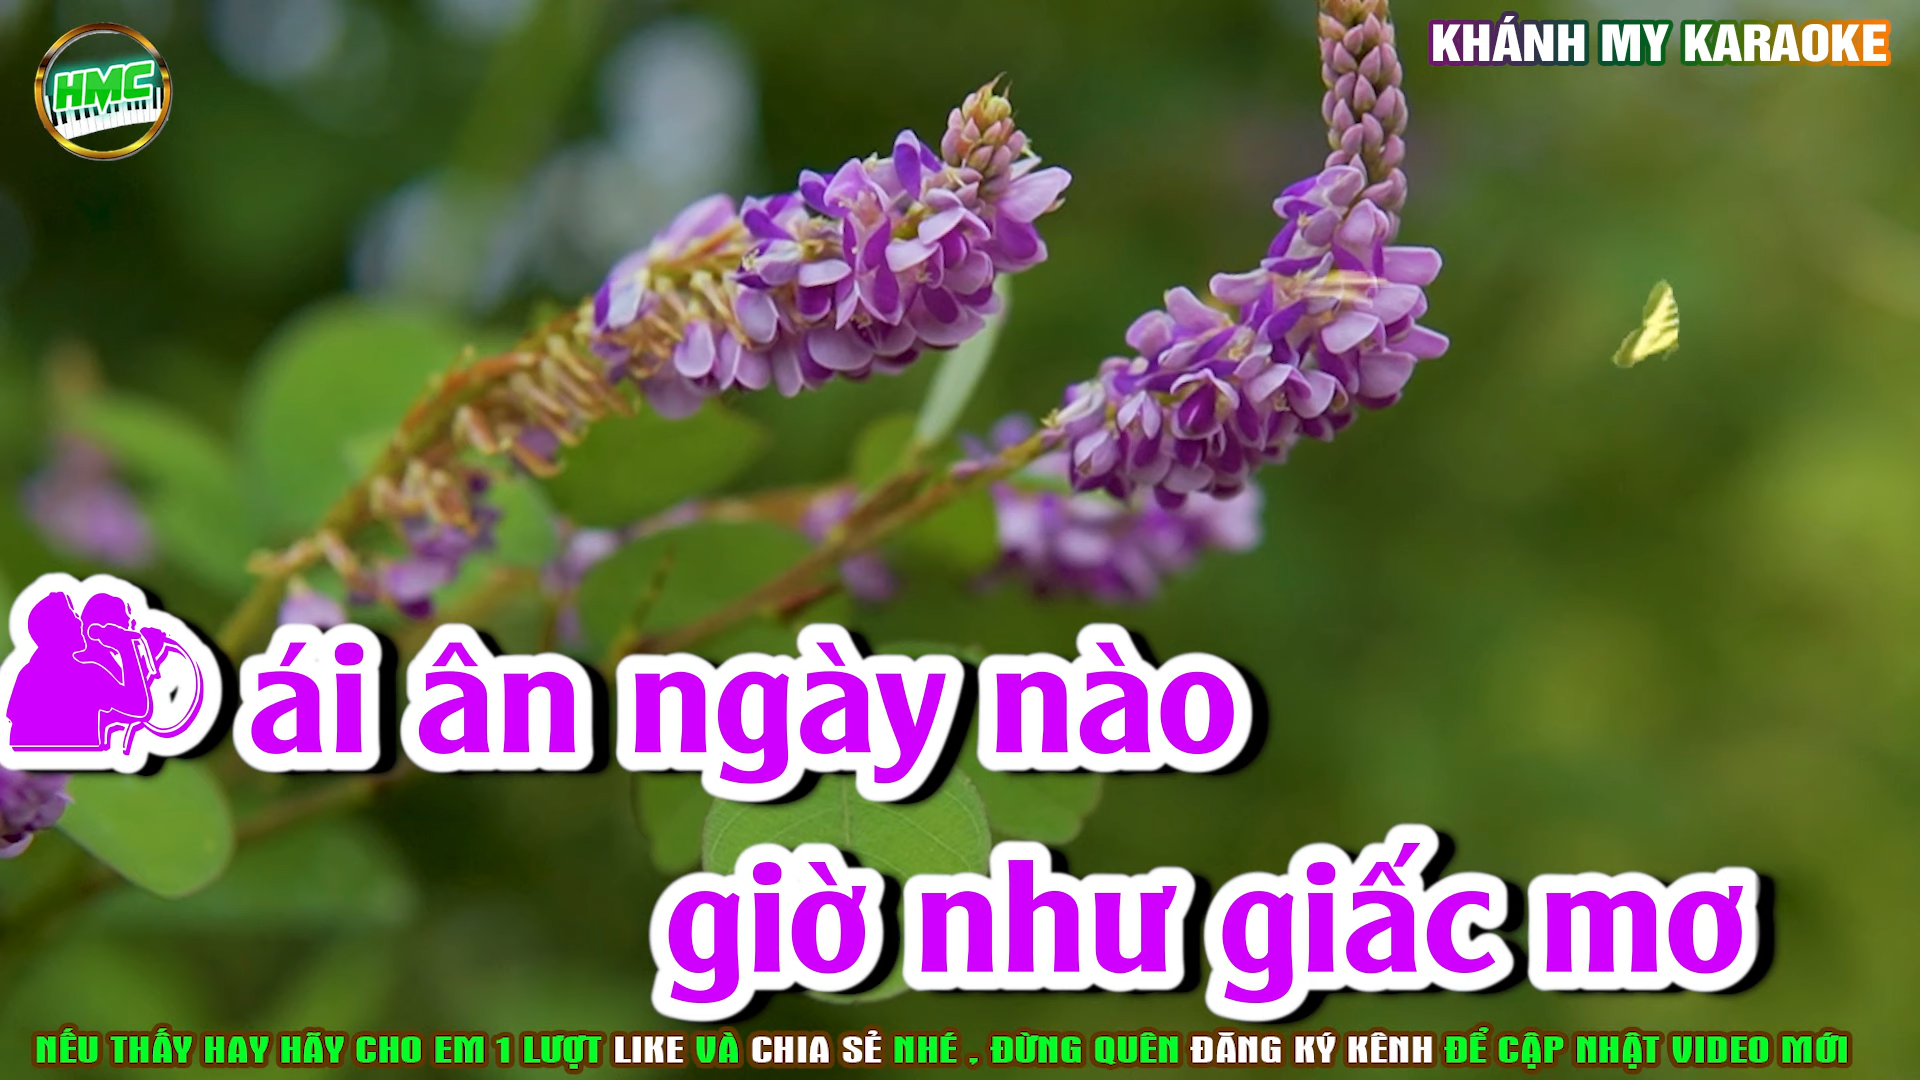 HMC
KHÁNH MY KARAOKE
ái ân ngày nào
giờ như giấc mơ
NẾU THẤY HAY HÃY CHO EM 1 LƯỢT LIKE VÀ CHIA SẺ NHÉ , ĐỪNG QUÊN ĐĂNG KÝ KÊNH ĐỂ CẬP NHẬT VIDEO MỚI